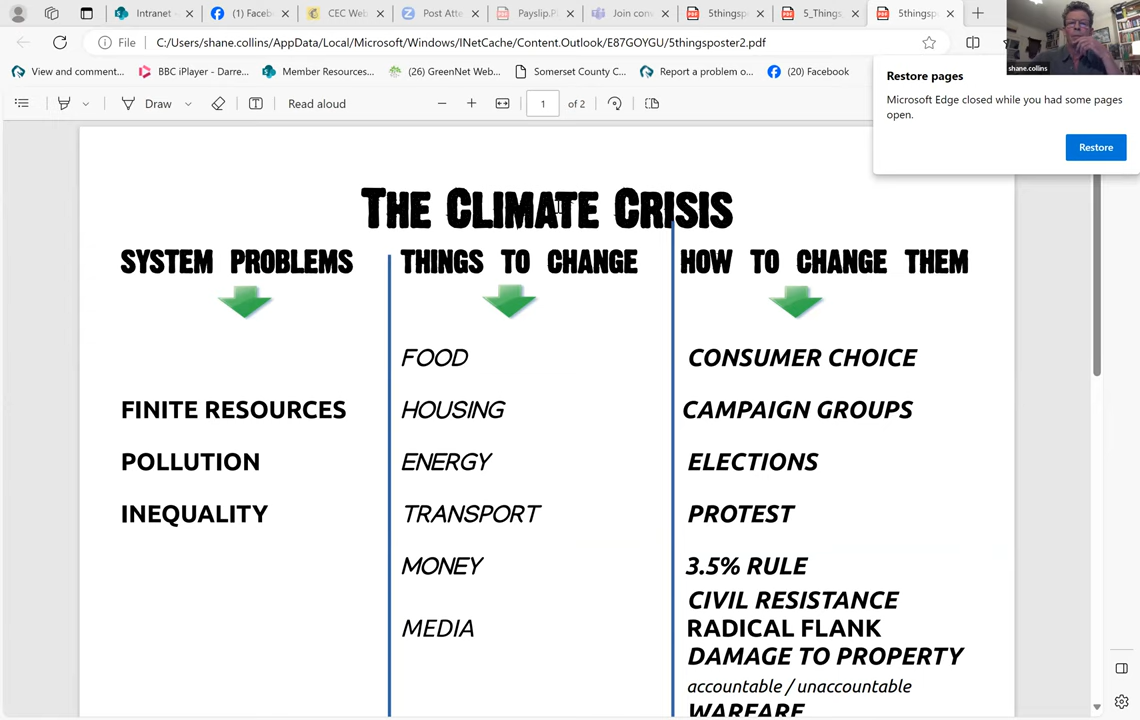 Intranet
(1) Faceb
CEC Web
Post Atte
Payslip.P
Join con
5thingsp
5_Things_
5thingsp
File
C:/Users/shane.collins/AppData/Local/Microsoft/Windows/INetCache/Content.Outlook/E87GOYGU/5thingsposter2.pdf
shane.collins
View and comment...
BBC iPlayer - Darre...
Member Resources...
(26) GreenNet Web...
Somerset County C...
Report a problem o...
(20) Facebook
Draw
Read aloud
1
of 2
Restore pages
Microsoft Edge closed while you had some pages
open.
Restore
THE CLIMATE CRISIS
SYSTEM PROBLEMS
THINGS TO CHANGE
HOW TO CHANGE THEM
FOOD
CONSUMER CHOICE
FINITE RESOURCES
HOUSING
CAMPAIGN GROUPS
POLLUTION
ENERGY
ELECTIONS
INEQUALITY
TRANSPORT
PROTEST
MONEY
3.5% RULE
CIVIL RESISTANCE
MEDIA
RADICAL FLANK
DAMAGE TO PROPERTY
accountable / unaccountable
WARFARE